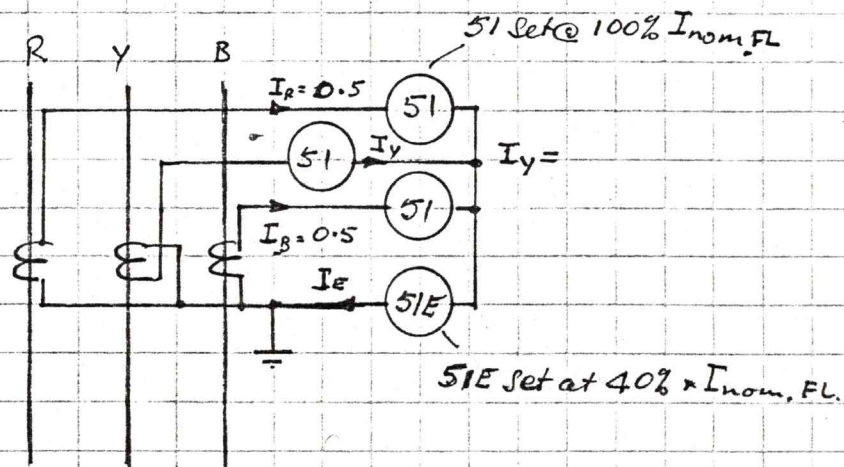 51 Set@ 100% Inom, FL
R Y B
IR = 0.5
51
51
IY
IY =
51
IB = 0.5
IE
51E
51E Set at 40% * Inom, FL.